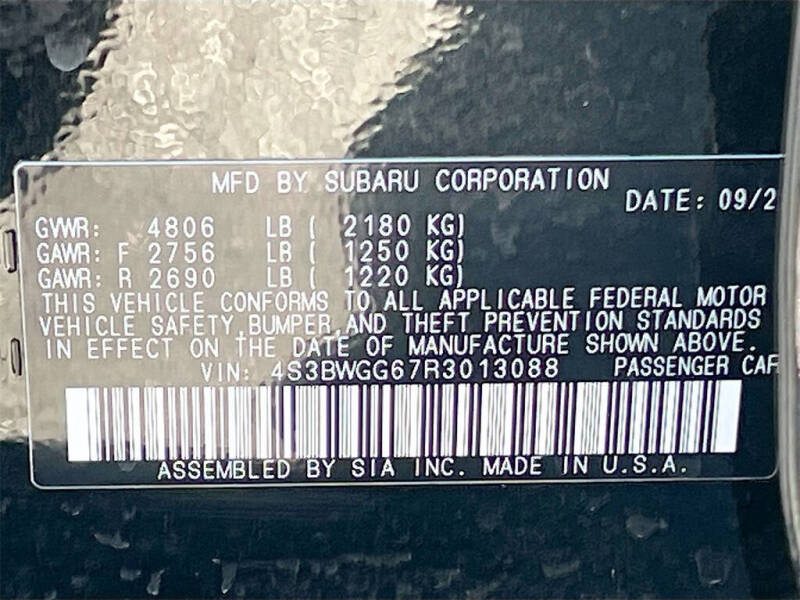 MFD BY SUBARU CORPORATION
DATE: 09/2
GVWR: 4806 LB ( 2180 KG)
GAWR: F 2756 LB ( 1250 KG)
GAWR: R 2690 LB ( 1220 KG)
THIS VEHICLE CONFORMS TO ALL APPLICABLE FEDERAL MOTOR
VEHICLE SAFETY,BUMPER,AND THEFT PREVENTION STANDARDS
IN EFFECT ON THE DATE OF MANUFACTURE SHOWN ABOVE.
VIN: 4S3BWGG67R3013088 PASSENGER CAR
ASSEMBLED BY SIA INC. MADE IN U.S.A.